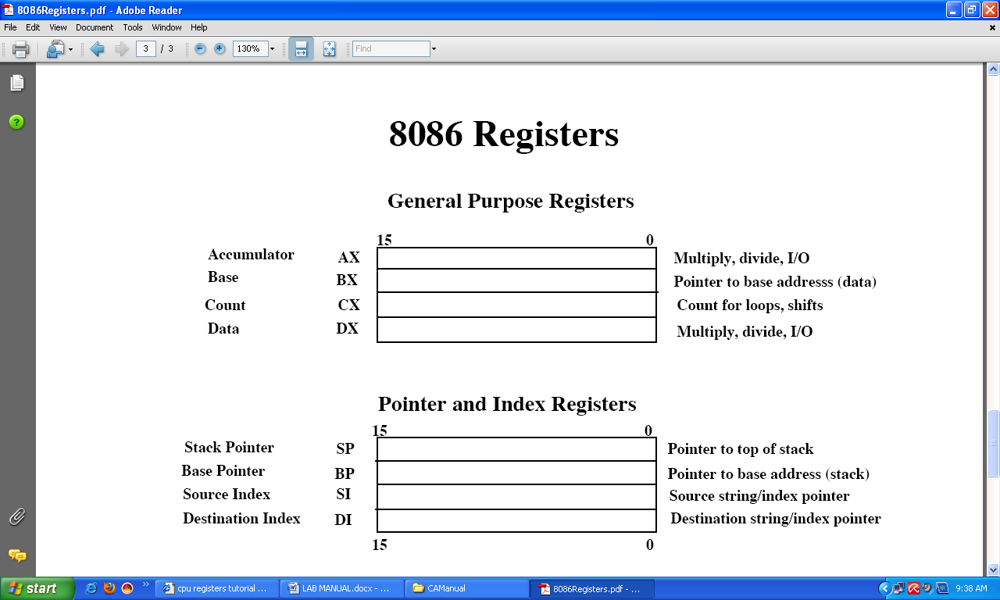 8086Registers.pdf - Adobe Reader
File Edit View Document Tools Window Help
3 / 3 130% Find
8086 Registers
General Purpose Registers
15 0
Accumulator AX Multiply, divide, I/O
Base BX Pointer to base addresss (data)
Count CX Count for loops, shifts
Data DX Multiply, divide, I/O
Pointer and Index Registers
15 0
Stack Pointer SP Pointer to top of stack
Base Pointer BP Pointer to base address (stack)
Source Index SI Source string/index pointer
Destination Index DI Destination string/index pointer
15 0
start cpu registers tutorial ... LAB MANUAL.docx - ... CAManual 8086Registers.pdf - ... 9:38 AM